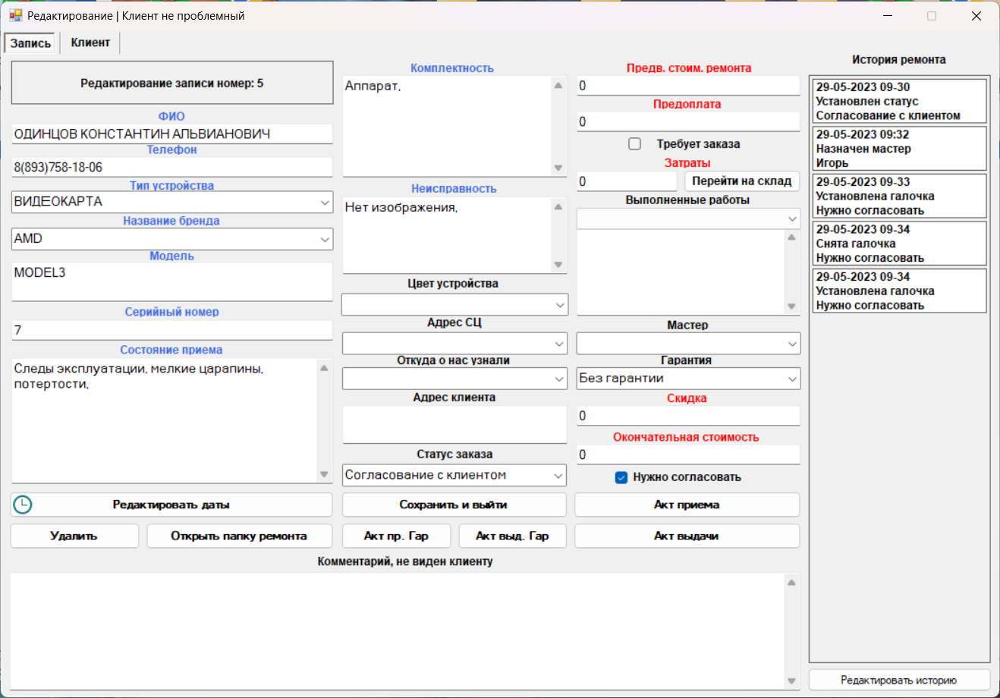 Редактирование | Клиент не проблемный
Запись
Клиент
Редактирование записи номер: 5
ФИО
ОДИНЦОВ КОНСТАНТИН АЛЬВИАНОВИЧ
Телефон
8(893)758-18-06
Тип устройства
ВИДЕОКАРТА
Название бренда
AMD
Модель
MODEL3
Серийный номер
7
Состояние приема
Следы эксплуатации, мелкие царапины,
потертости,
Редактировать даты
Удалить
Открыть папку ремонта
Комплектность
Аппарат,
Неисправность
Нет изображения,
Цвет устройства
Адрес СЦ
Откуда о нас узнали
Адрес клиента
Статус заказа
Согласование с клиентом
Сохранить и выйти
Акт пр. Гар
Акт выд. Гар
Предв. стоим. ремонта
0
Предоплата
0
Требует заказа
Затраты
0
Перейти на склад
Выполненные работы
Мастер
Гарантия
Без гарантии
Скидка
0
Окончательная стоимость
0
Нужно согласовать
Акт приема
Акт выдачи
Комментарий, не виден клиенту
История ремонта
29-05-2023 09-30
Установлен статус
Согласование с клиентом
29-05-2023 09:32
Назначен мастер
Игорь
29-05-2023 09-33
Установлена галочка
Нужно согласовать
29-05-2023 09-34
Снята галочка
Нужно согласовать
29-05-2023 09-34
Установлена галочка
Нужно согласовать
Редактировать историю